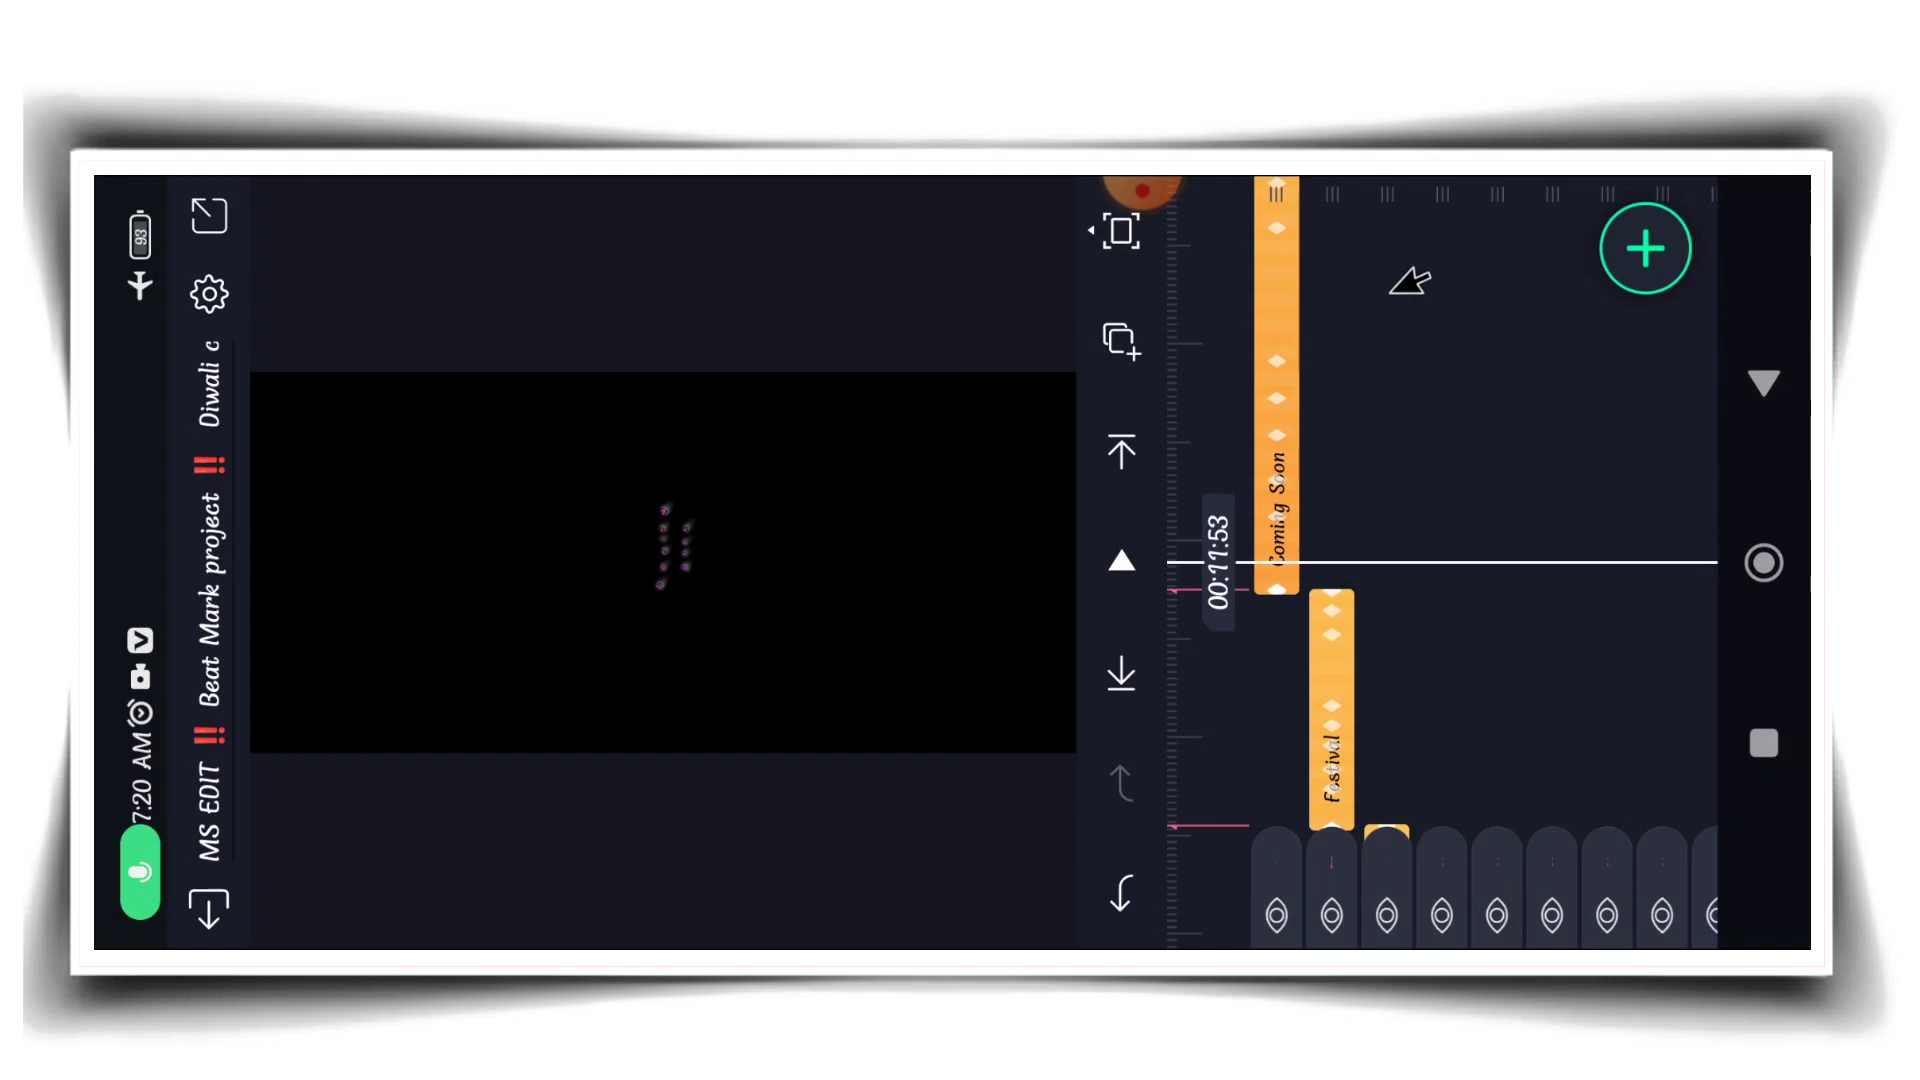 7:20 AM
93
MS EDIT ‼️ Beat Mark project ‼️ Diwali c
00:11:53
Coming Soon
Festival